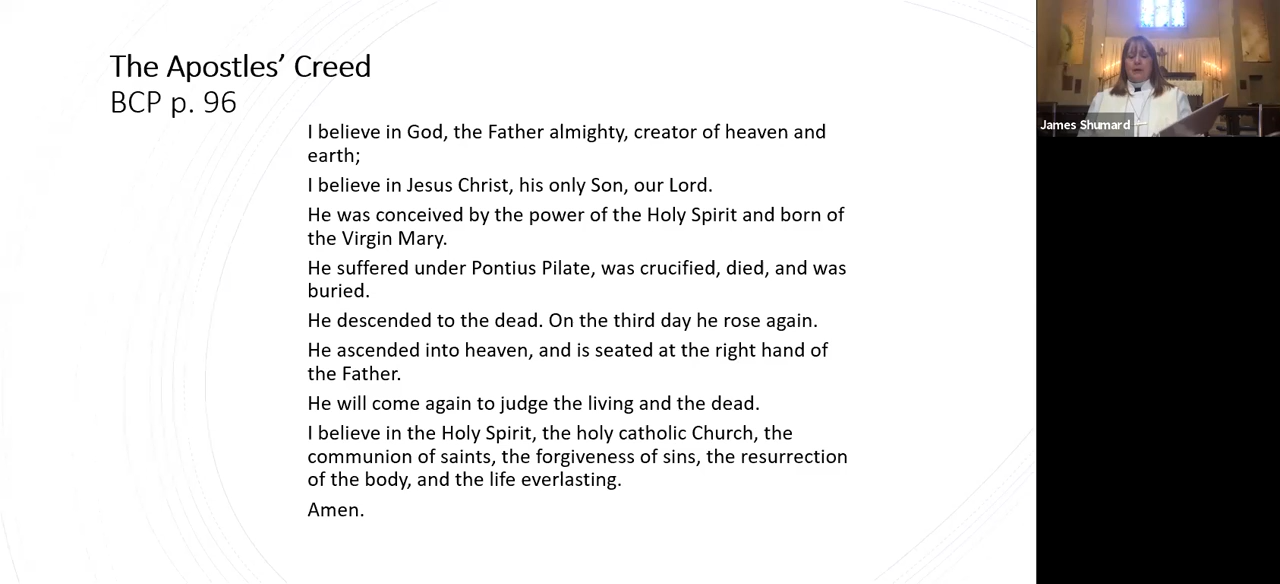 The Apostles’ Creed
BCP p. 96
I believe in God, the Father almighty, creator of heaven and
earth;
I believe in Jesus Christ, his only Son, our Lord.
He was conceived by the power of the Holy Spirit and born of
the Virgin Mary.
He suffered under Pontius Pilate, was crucified, died, and was
buried.
He descended to the dead. On the third day he rose again.
He ascended into heaven, and is seated at the right hand of
the Father.
He will come again to judge the living and the dead.
I believe in the Holy Spirit, the holy catholic Church, the
communion of saints, the forgiveness of sins, the resurrection
of the body, and the life everlasting.
Amen.
James Shumard